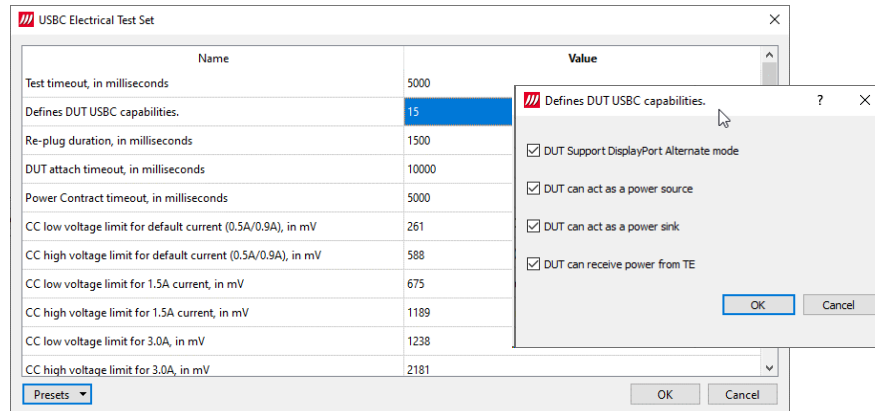 USBC Electrical Test Set
Name Value
Test timeout, in milliseconds 5000
Defines DUT USBC capabilities. 15
Re-plug duration, in milliseconds 1500
DUT attach timeout, in milliseconds 10000
Power Contract timeout, in milliseconds 5000
CC low voltage limit for default current (0.5A/0.9A), in mV 261
CC high voltage limit for default current (0.5A/0.9A), in mV 588
CC low voltage limit for 1.5A current, in mV 675
CC high voltage limit for 1.5A current, in mV 1189
CC low voltage limit for 3.0A, in mV 1238
CC high voltage limit for 3.0A, in mV 2181
Presets OK Cancel
Defines DUT USBC capabilities. ?
DUT Support DisplayPort Alternate mode
DUT can act as a power source
DUT can act as a power sink
DUT can receive power from TE
OK Cancel